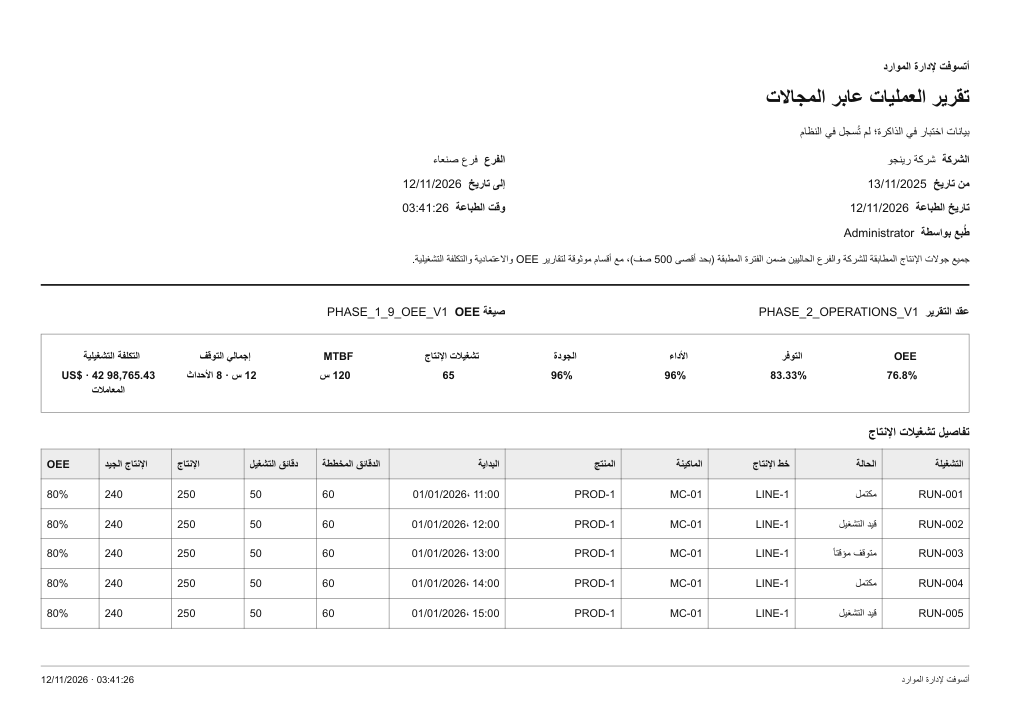 أتسوفت لإدارة الموارد
تقرير العمليات عابر المجالات
بيانات اختبار في الذاكرة؛ لم تُسجل في النظام
الشركة شركة رينجو الفرع فرع صنعاء
من تاريخ 13/11/2025 إلى تاريخ 12/11/2026
تاريخ الطباعة 12/11/2026 وقت الطباعة 03:41:26
طُبع بواسطة Administrator
جميع جولات الإنتاج المطابقة للشركة والفرع الحاليين ضمن الفترة المطبقة (بحد أقصى 500 صف)، مع أقسام موثوقة لتقارير OEE والاعتمادية والتكلفة التشغيلية.
عقد التقرير PHASE_2_OPERATIONS_V1 صيغة OEE PHASE_1_9_OEE_V1
OEE التوفر الأداء الجودة تشغيلات الإنتاج MTBF إجمالي التوقف التكلفة التشغيلية
76.8% 83.33% 96% 96% 65 120 س 12 س · 8 الأحداث US$ · 42 98,765.43
المعاملات
تفاصيل تشغيلات الإنتاج
التشغيلة الحالة خط الإنتاج الماكينة المنتج البداية الدقائق المخططة دقائق التشغيل الإنتاج الإنتاج الجيد OEE
RUN-001 مكتمل LINE-1 MC-01 PROD-1 01/01/2026، 11:00 60 50 250 240 80%
RUN-002 قيد التشغيل LINE-1 MC-01 PROD-1 01/01/2026، 12:00 60 50 250 240 80%
RUN-003 متوقف مؤقتاً LINE-1 MC-01 PROD-1 01/01/2026، 13:00 60 50 250 240 80%
RUN-004 مكتمل LINE-1 MC-01 PROD-1 01/01/2026، 14:00 60 50 250 240 80%
RUN-005 قيد التشغيل LINE-1 MC-01 PROD-1 01/01/2026، 15:00 60 50 250 240 80%
أتسوفت لإدارة الموارد 12/11/2026 · 03:41:26